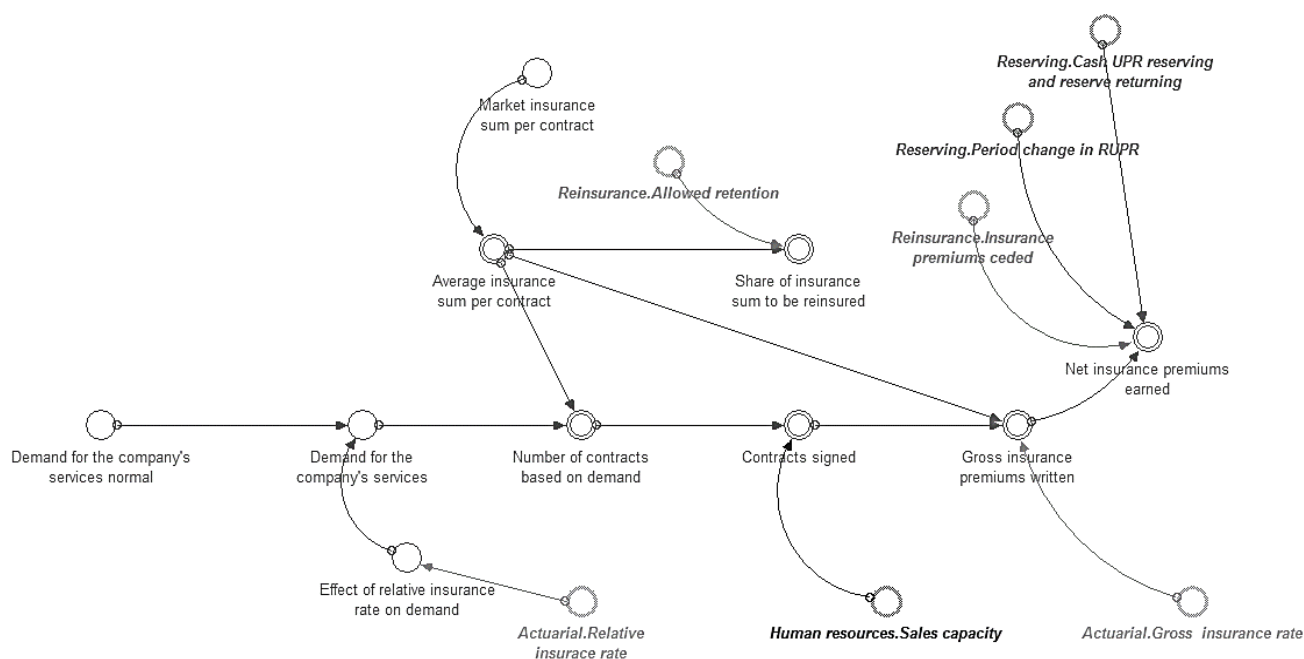 Reserving.Cash UPR reserving
and reserve returning
Market insurance
sum per contract
Reserving.Period change in RUPR
Reinsurance.Allowed retention
Reinsurance.Insurance
premiums ceded
Average insurance
sum per contract
Share of insurance
sum to be reinsured
Net insurance premiums
earned
Demand for the company's
services normal
Demand for the
company's services
Number of contracts
based on demand
Contracts signed
Gross insurance
premiums written
Effect of relative insurance
rate on demand
Actuarial.Relative
insurace rate
Human resources.Sales capacity
Actuarial.Gross insurance rate